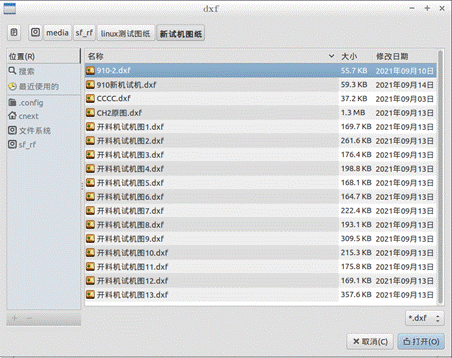 dxf
media sf_rf linux测试图纸 新试机图纸
位置(R) 名称 大小 修改日期
搜索 910-2.dxf 55.7 KB 2021年09月10日
最近使用的 910新试机.dxf 59.3 KB 2021年09月14日
.config CCCC.dxf 37.2 KB 2021年09月03日
cnext CH2原图.dxf 1.3 MB 2021年09月13日
文件系统 开料机试机图1.dxf 169.7 KB 2021年09月13日
sf_rf 开料机试机图2.dxf 261.6 KB 2021年09月13日
开料机试机图3.dxf 176.4 KB 2021年09月13日
开料机试机图4.dxf 198.8 KB 2021年09月13日
开料机试机图5.dxf 168.1 KB 2021年09月13日
开料机试机图6.dxf 164.7 KB 2021年09月13日
开料机试机图7.dxf 222.4 KB 2021年09月13日
开料机试机图8.dxf 193.1 KB 2021年09月13日
开料机试机图9.dxf 309.5 KB 2021年09月13日
开料机试机图10.dxf 215.3 KB 2021年09月13日
开料机试机图11.dxf 175.8 KB 2021年09月13日
开料机试机图12.dxf 169.1 KB 2021年09月13日
开料机试机图13.dxf 357.6 KB 2021年09月13日
*.dxf
取消(C) 打开(O)